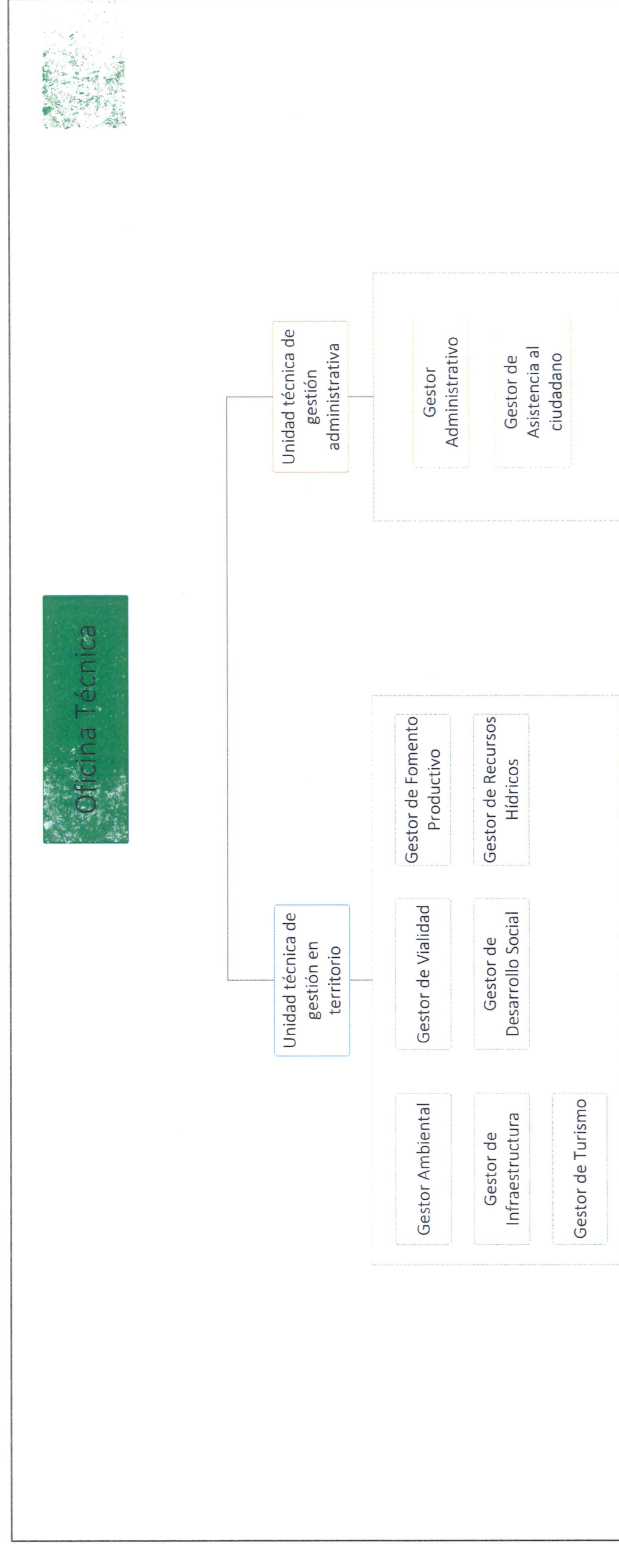 Oficina Técnica
Unidad técnica de
gestión en
territorio
Unidad técnica de
gestión
administrativa
Gestor Ambiental
Gestor de Vialidad
Gestor de Fomento
Productivo
Gestor de
Infraestructura
Gestor de
Desarrollo Social
Gestor de Recursos
Hídricos
Gestor de Turismo
Gestor
Administrativo
Gestor de
Asistencia al
ciudadano